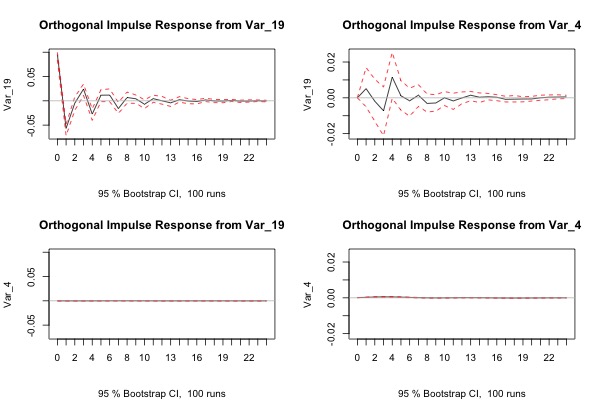 Orthogonal Impulse Response from Var_19
Var_19
0.05
-0.05
0 2 4 6 8 10 13 16 19 22
95 % Bootstrap CI, 100 runs
Orthogonal Impulse Response from Var_4
Var_19
0.02
0.00
-0.02
0 2 4 6 8 10 13 16 19 22
95 % Bootstrap CI, 100 runs
Orthogonal Impulse Response from Var_19
Var_4
0.05
-0.05
0 2 4 6 8 10 13 16 19 22
95 % Bootstrap CI, 100 runs
Orthogonal Impulse Response from Var_4
Var_4
0.02
0.00
-0.02
0 2 4 6 8 10 13 16 19 22
95 % Bootstrap CI, 100 runs